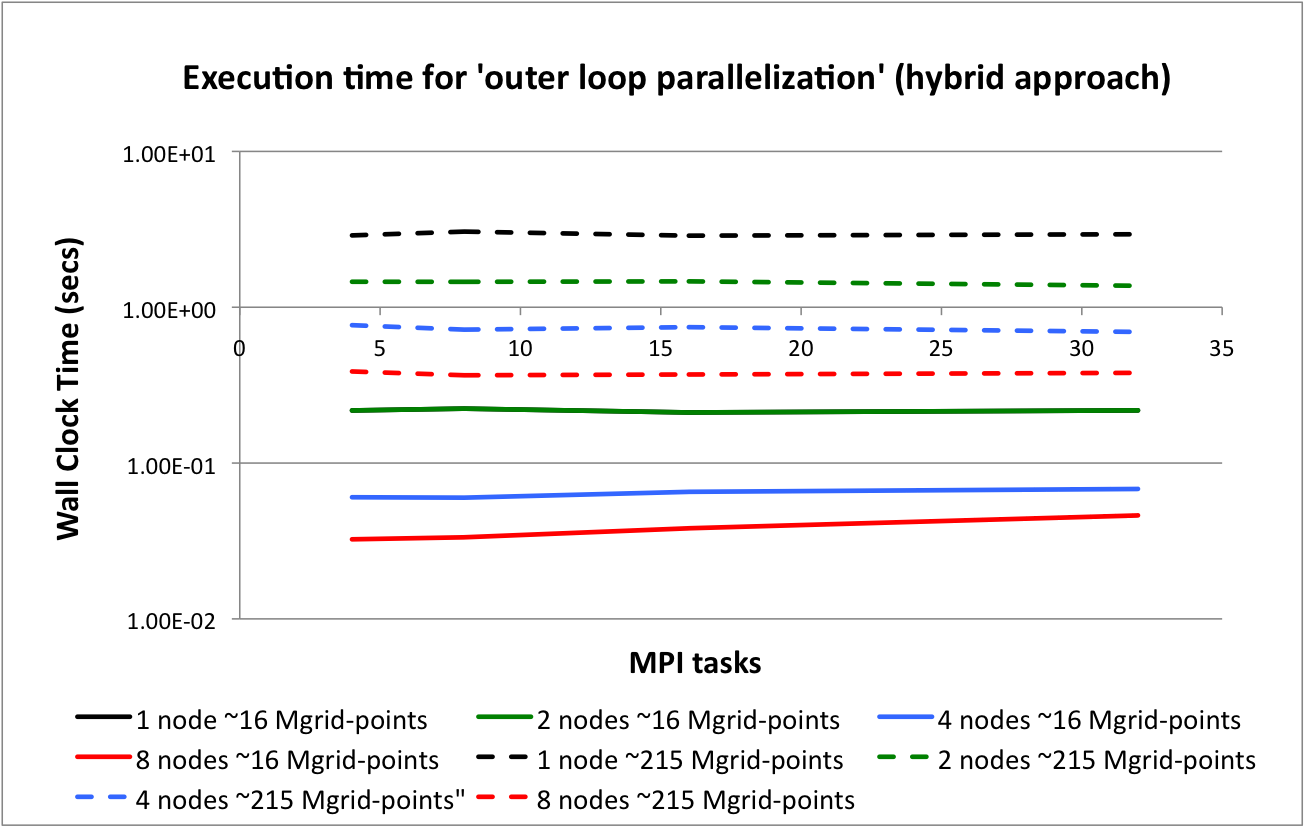 Execution time for 'outer loop parallelization' (hybrid approach)
1.00E+01
1.00E+00
1.00E-01
1.00E-02
Wall Clock Time (secs)
0 5 10 15 20 25 30 35
MPI tasks
1 node ~16 Mgrid-points 2 nodes ~16 Mgrid-points 4 nodes ~16 Mgrid-points
8 nodes ~16 Mgrid-points 1 node ~215 Mgrid-points 2 nodes ~215 Mgrid-points
4 nodes ~215 Mgrid-points" 8 nodes ~215 Mgrid-points